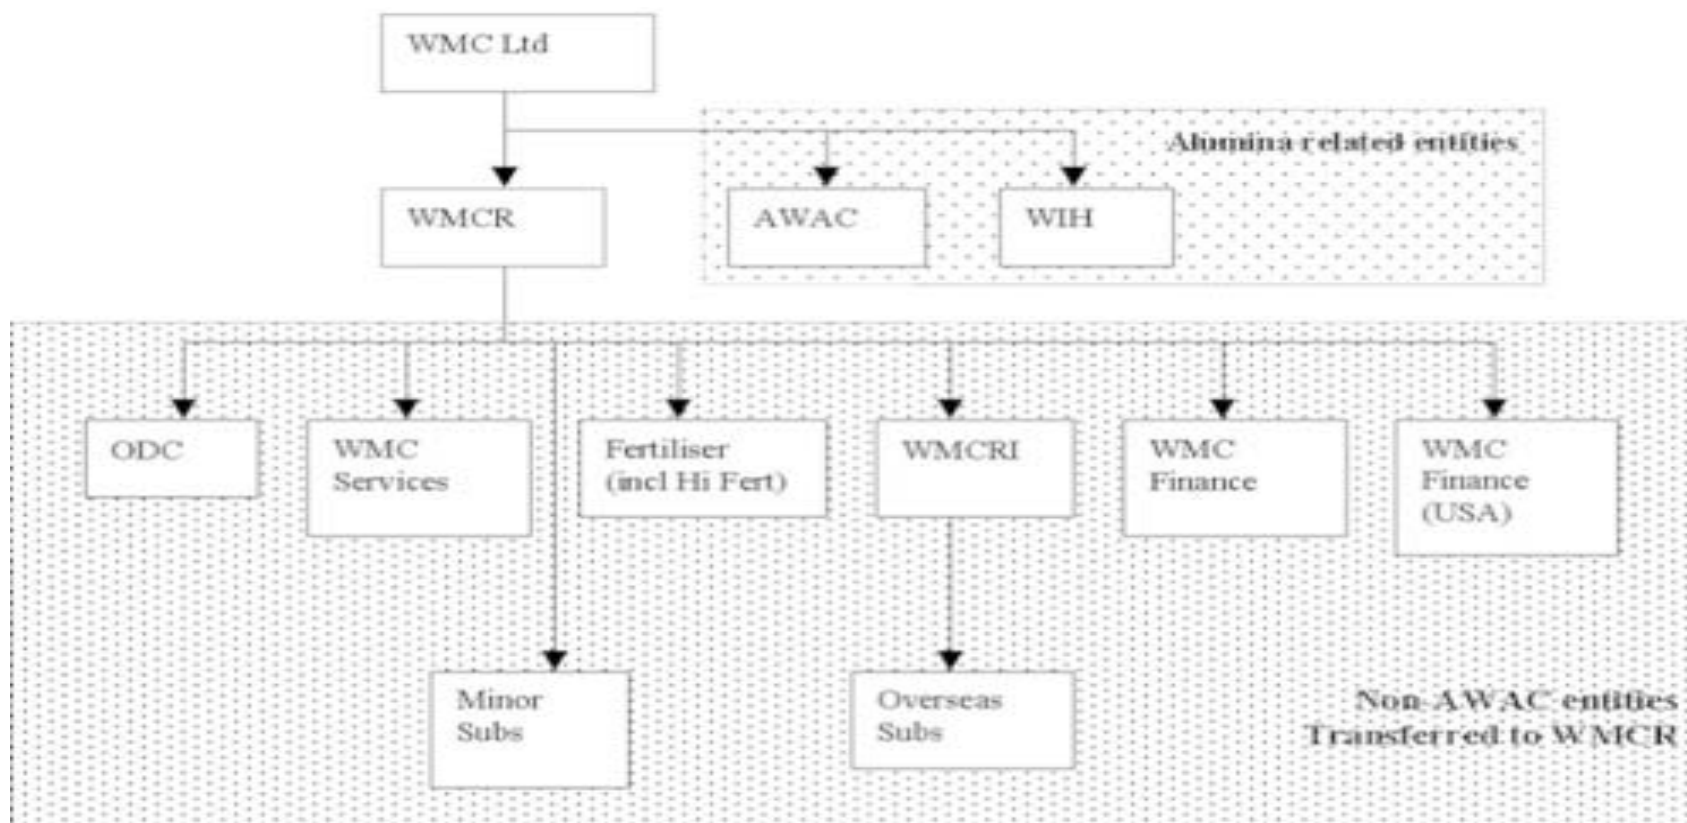 WMC Ltd
Alumina related entities
WMCR
AWAC
WIH
ODC
WMC
Services
Fertiliser
(incl Hi Fert)
WMCRI
WMC
Finance
WMC
Finance
(USA)
Minor
Subs
Overseas
Subs
Non-AWAC entities
Transferred to WMCR